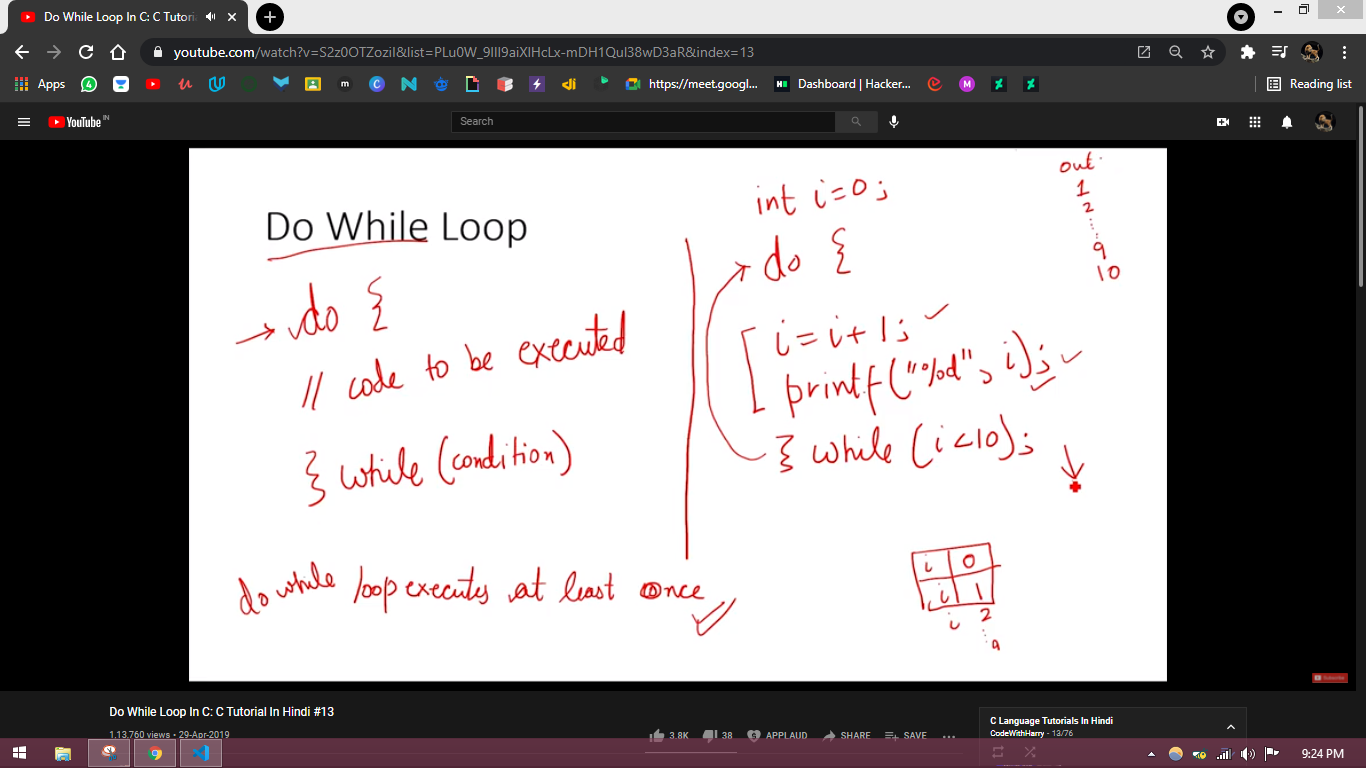 Do While Loop In C: C Tutori
youtube.com/watch?v=S2z0OTZoziI&list=PLu0W_9lII9aiXlHcLx-mDH1QuI38wD3aR&index=13
Apps
https://meet.googl...
Dashboard | Hacker...
Reading list
YouTube IN
Search
Do While Loop
do {
// code to be executed
} while (condition)
do while loop executes at least once
int i=0;
do {
i = i + 1;
printf("%d", i);
} while (i<10);
out
1
2
9
10
i 0
i 1
i 2
9
Subscribe
Do While Loop In C: C Tutorial In Hindi #13
1,13,760 views • 29-Apr-2019
3.8K
38
APPLAUD
SHARE
SAVE
C Language Tutorials In Hindi
CodeWithHarry - 13/76
9:24 PM